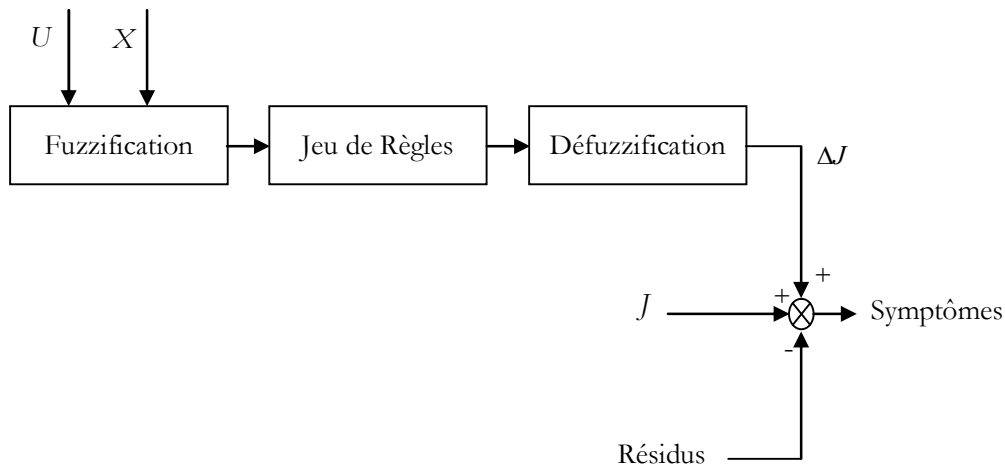 U X
Fuzzification Jeu de Règles Défuzzification
ΔJ
+
J + Symptômes
-
Résidus